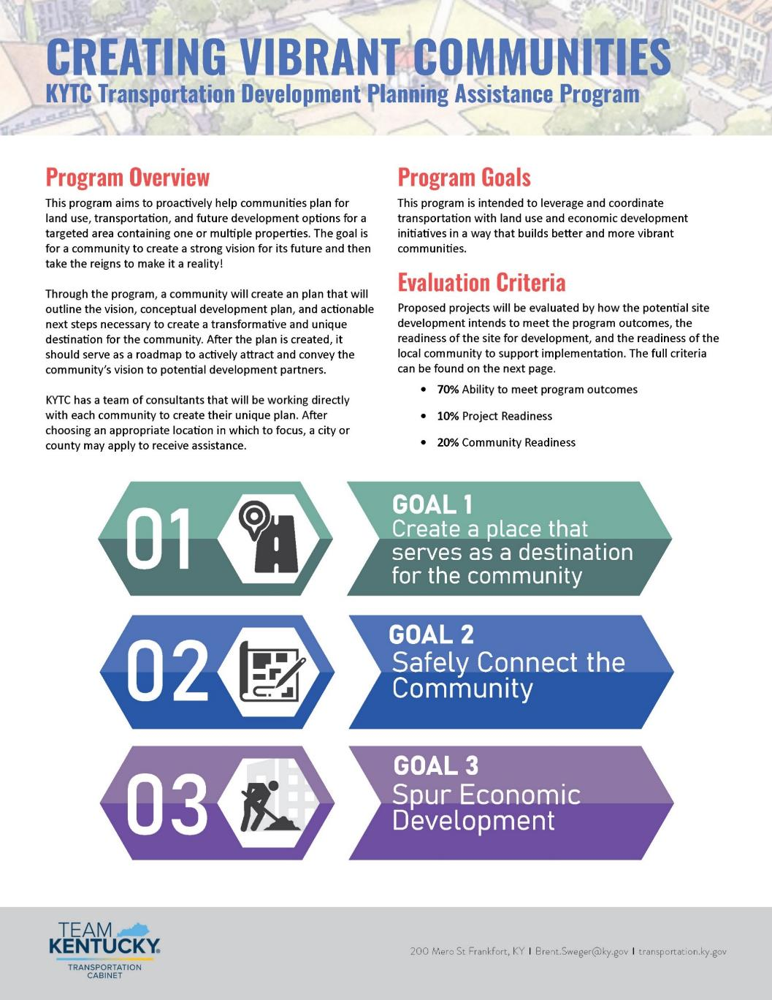 CREATING VIBRANT COMMUNITIES
KYTC Transportation Development Planning Assistance Program
Program Overview
This program aims to proactively help communities plan for
land use, transportation, and future development options for a
targeted area containing one or multiple properties. The goal is
for a community to create a strong vision for its future and then
take the reigns to make it a reality!
Through the program, a community will create an plan that will
outline the vision, conceptual development plan, and actionable
next steps necessary to create a transformative and unique
destination for the community. After the plan is created, it
should serve as a roadmap to actively attract and convey the
community's vision to potential development partners.
KYTC has a team of consultants that will be working directly
with each community to create their unique plan. After
choosing an appropriate location in which to focus, a city or
county may apply to receive assistance.
Program Goals
This program is intended to leverage and coordinate
transportation with land use and economic development
initiatives in a way that builds better and more vibrant
communities.
Evaluation Criteria
Proposed projects will be evaluated by how the potential site
development intends to meet the program outcomes, the
readiness of the site for development, and the readiness of the
local community to support implementation. The full criteria
can be found on the next page.
• 70% Ability to meet program outcomes
• 10% Project Readiness
• 20% Community Readiness
01
GOAL 1
Create a place that
serves as a destination
for the community
02
GOAL 2
Safely Connect the
Community
03
GOAL 3
Spur Economic
Development
TEAM
KENTUCKY®
TRANSPORTATION
CABINET
200 Mero St Frankfort, KY I Brent.Sweger@ky.gov I transportation.ky.gov